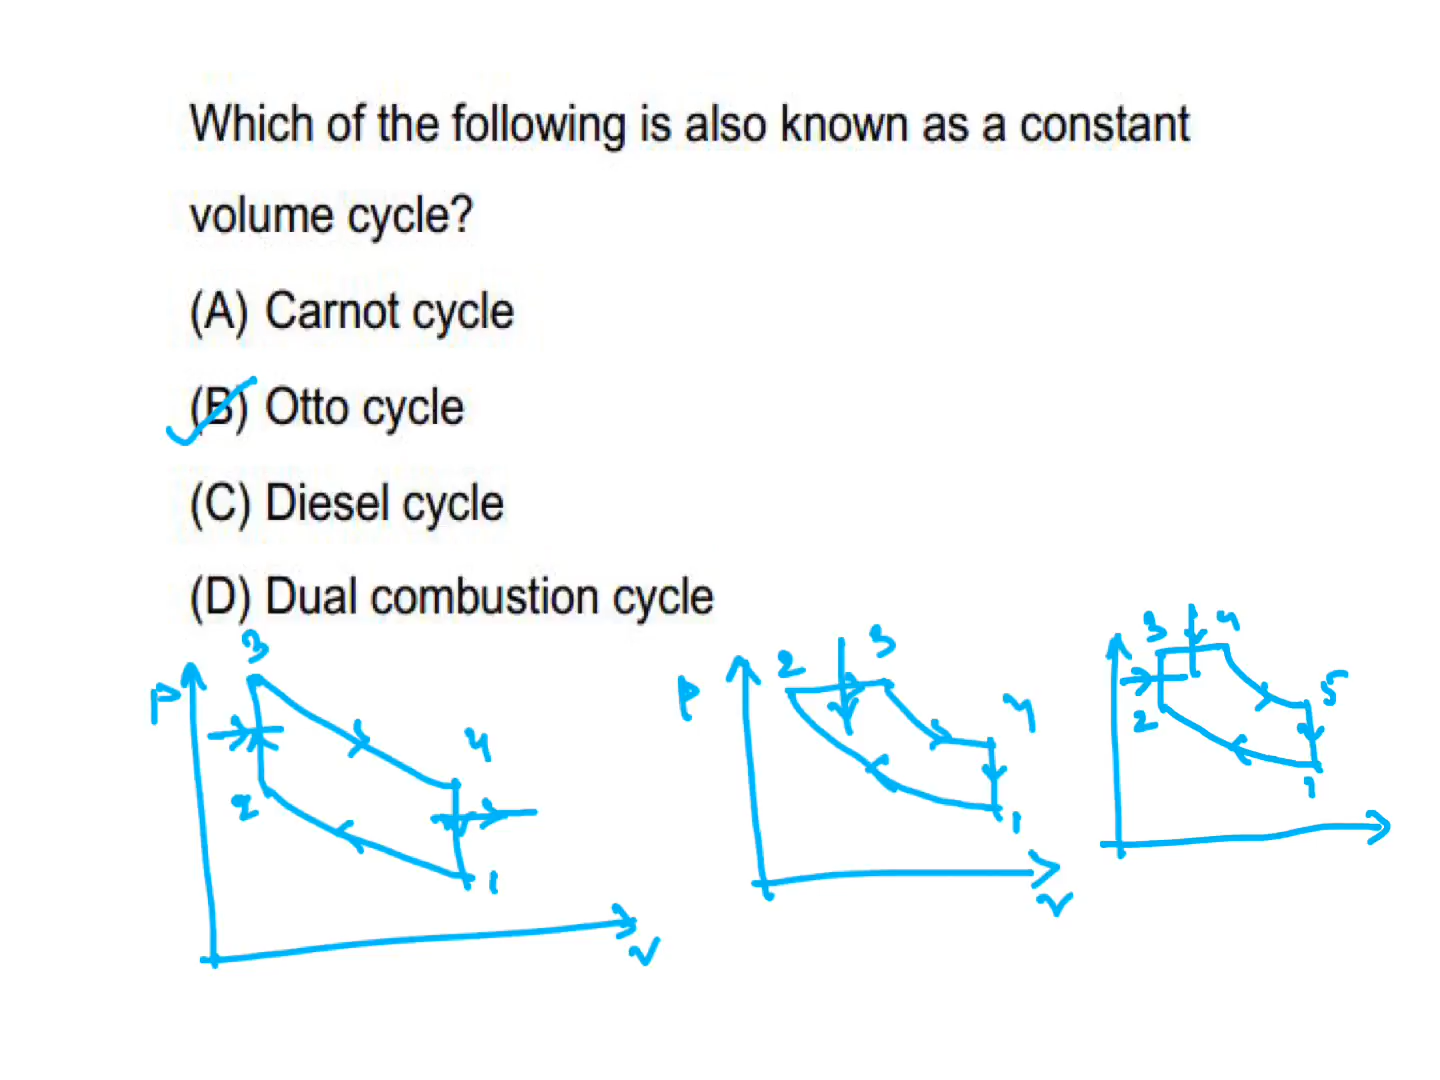 Which of the following is also known as a constant
volume cycle?
(A) Carnot cycle
(B) Otto cycle
(C) Diesel cycle
(D) Dual combustion cycle
P
3
4
2
1
V
P
2
3
4
1
V
3
4
5
2
1